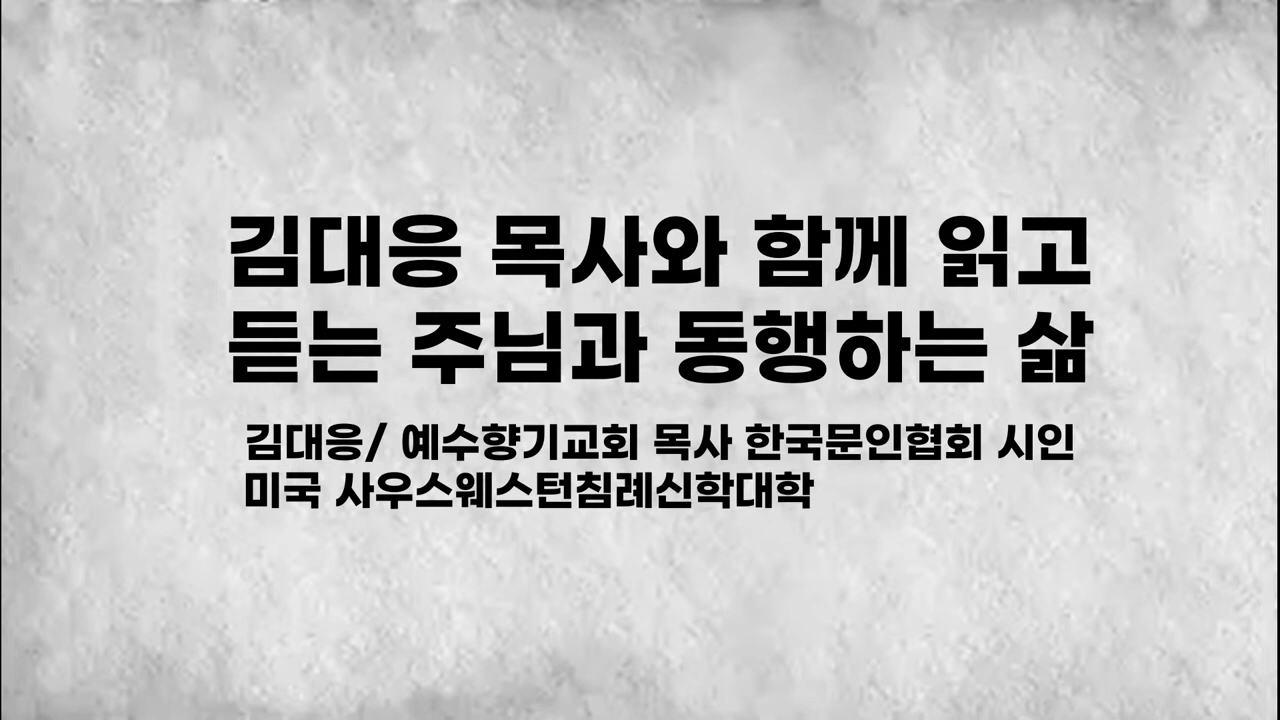 김대응 목사와 함께 읽고
듣는 주님과 동행하는 삶
김대응/ 예수향기교회 목사 한국문인협회 시인
미국 사우스웨스턴침례신학대학